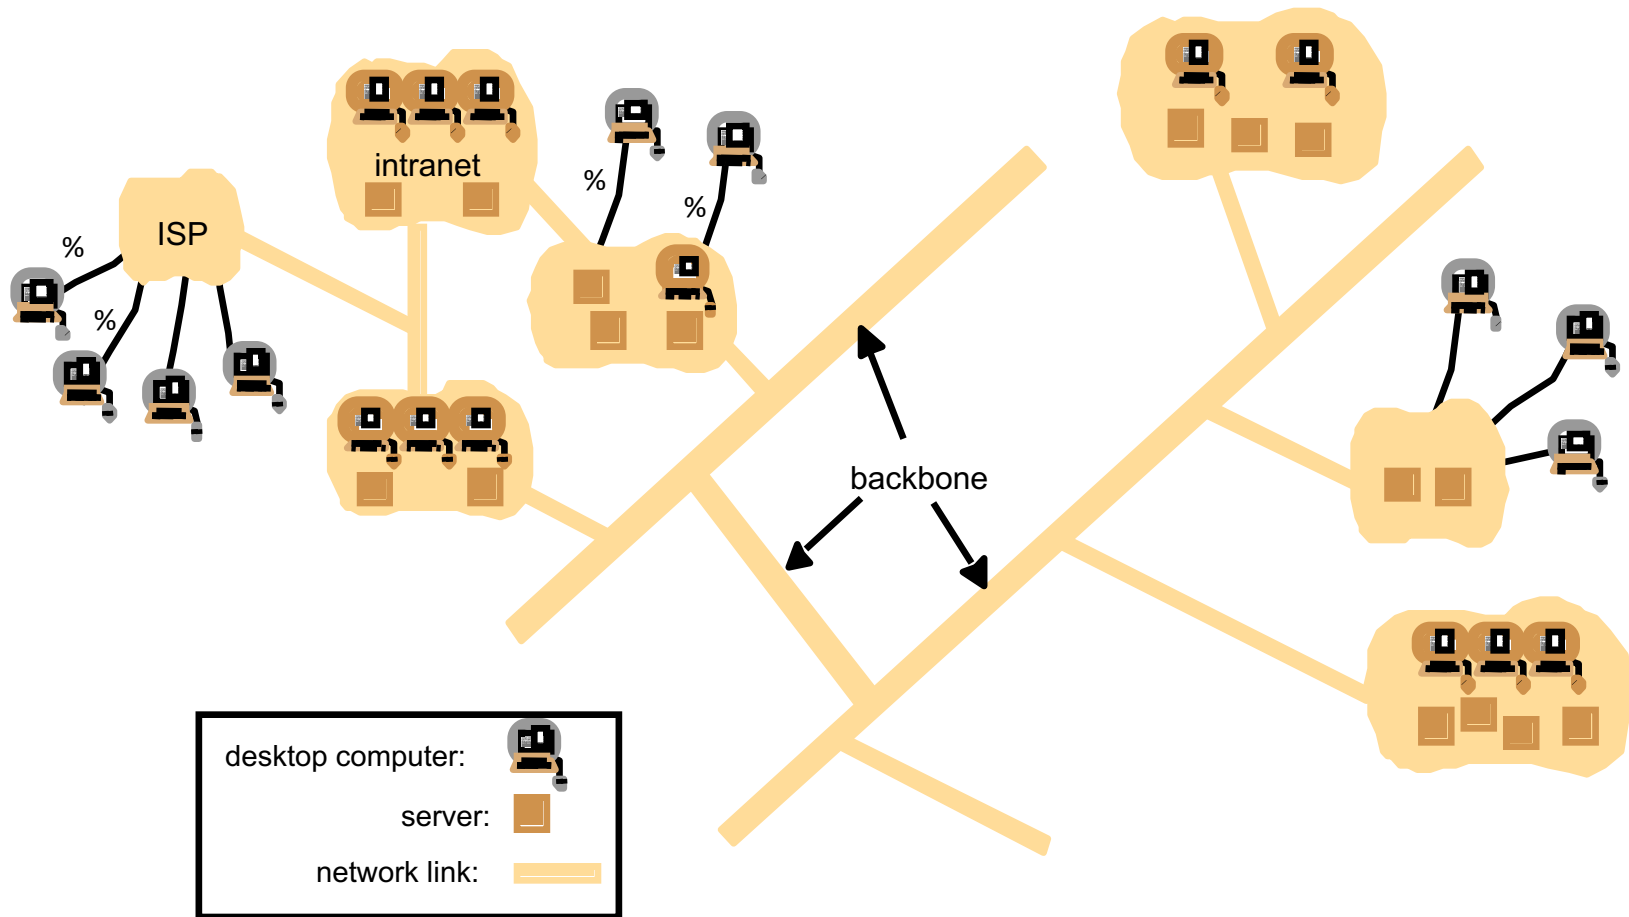 intranet
%
%
ISP
%
%
backbone
desktop computer:
server:
network link: